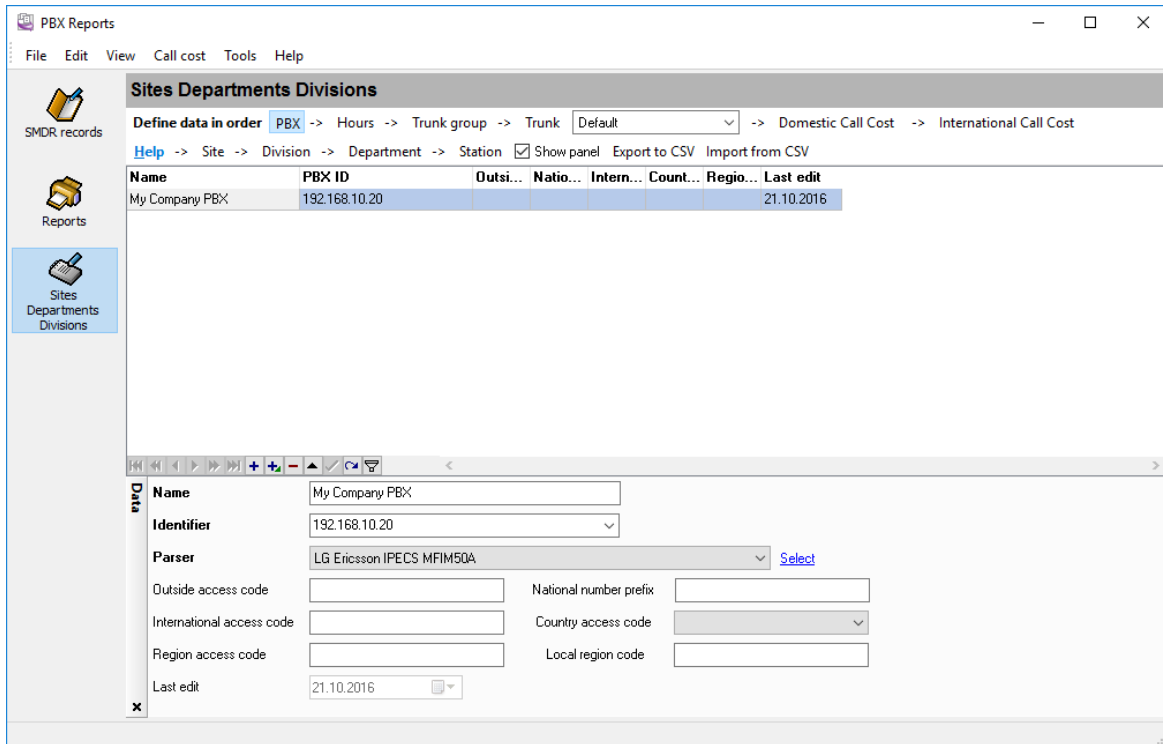 PBX Reports
File Edit View Call cost Tools Help
SMDR records
Reports
Sites
Departments
Divisions
Sites Departments Divisions
Define data in order PBX -> Hours -> Trunk group -> Trunk Default -> Domestic Call Cost -> International Call Cost
Help -> Site -> Division -> Department -> Station Show panel Export to CSV Import from CSV
Name PBX ID Outsi... Natio... Intern... Count... Regio... Last edit
My Company PBX 192.168.10.20 21.10.2016
Data
Name My Company PBX
Identifier 192.168.10.20
Parser LG Ericsson IPECS MFIM50A Select
Outside access code National number prefix
International access code Country access code
Region access code Local region code
Last edit 21.10.2016